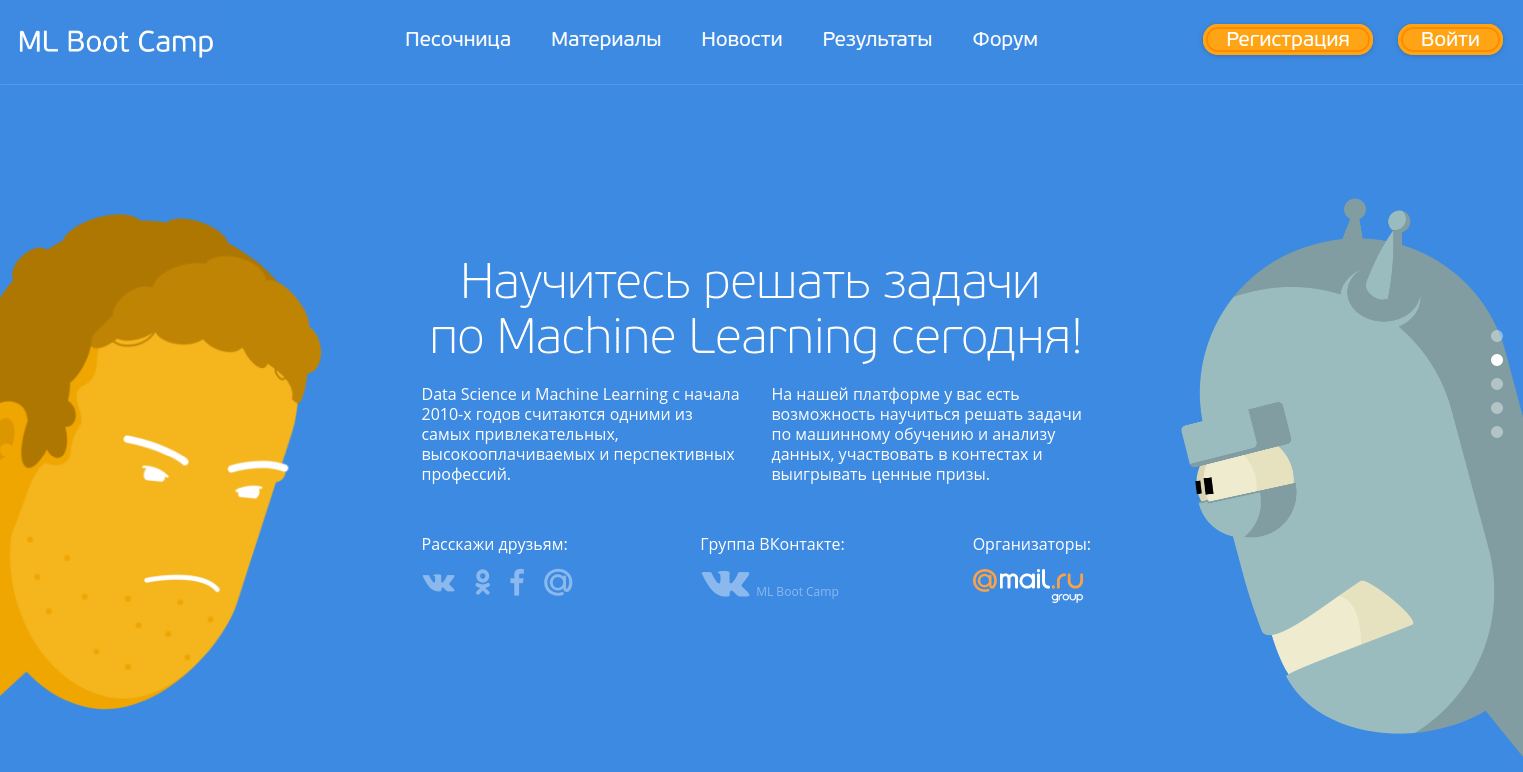 ML Boot Camp
Песочница
Материалы
Новости
Результаты
Форум
Регистрация
Войти
Научитесь решать задачи
по Machine Learning сегодня!
Data Science и Machine Learning с начала
2010-х годов считаются одними из
самых привлекательных,
высокооплачиваемых и перспективных
профессий.
На нашей платформе у вас есть
возможность научиться решать задачи
по машинному обучению и анализу
данных, участвовать в контестах и
выигрывать ценные призы.
Расскажи друзьям:
Группа ВКонтакте:
ML Boot Camp
Организаторы:
@mail.ru
group